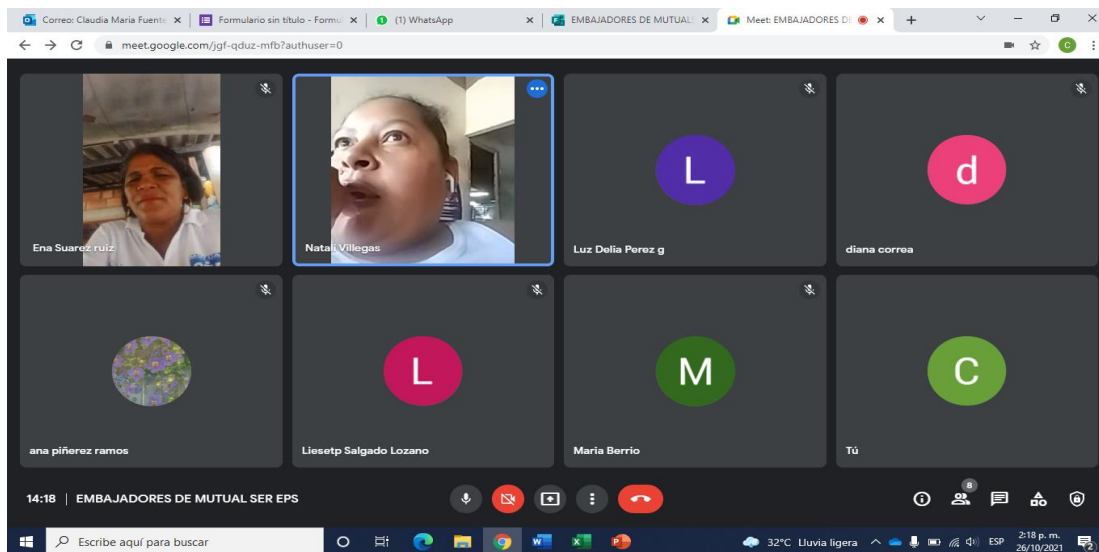 Correo: Claudia Maria Fuente
Formulario sin título - Formu
(1) WhatsApp
EMBAJADORES DE MUTUAL S
Meet: EMBAJADORES D
meet.google.com/jgf-qduz-mfb?authuser=0
C
Ena Suarez ruiz
Natali Villegas
L
Luz Delia Perez g
d
diana correa
ana piñerez ramos
L
Liesetp Salgado Lozano
M
Maria Berrio
C
Tú
14:18 | EMBAJADORES DE MUTUAL SER EPS
8
Escribe aquí para buscar
32°C Lluvia ligera
ESP
2:18 p. m.
26/10/2021
2